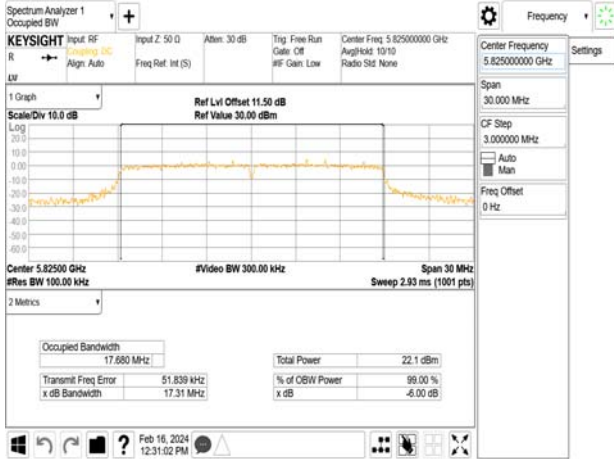 Spectrum Analyzer 1
Occupied BW
Frequency
KEYSIGHT
Input: RF
Coupling: DC
Align: Auto
Input Z: 50 Ω
Freq Ref: Int (S)
Atten: 30 dB
Trig: Free Run
Gate: Off
#IF Gain: Low
Center Freq: 5.825000000 GHz
Avg|Hold: 10/10
Radio Std: None
R
Center Frequency
5.825000000 GHz
Settings
Span
30.000 MHz
CF Step
3.000000 MHz
Auto
Man
Freq Offset
0 Hz
1 Graph
Scale/Div 10.0 dB
Ref Lvl Offset 11.50 dB
Ref Value 30.00 dBm
Log
20.0
10.0
0.00
-10.0
-20.0
-30.0
-40.0
-50.0
-60.0
Center 5.82500 GHz
#Res BW 100.00 kHz
#Video BW 300.00 kHz
Span 30 MHz
Sweep 2.93 ms (1001 pts)
2 Metrics
Occupied Bandwidth
17.680 MHz
Total Power 22.1 dBm
Transmit Freq Error 51.839 kHz
% of OBW Power 99.00 %
x dB Bandwidth 17.31 MHz
x dB -6.00 dB
Feb 16, 2024
12:31:02 PM